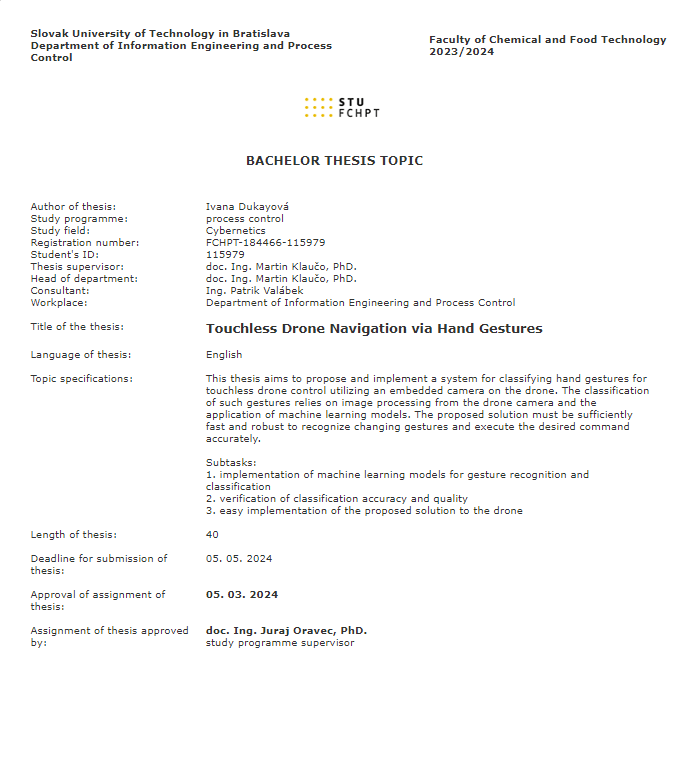 Slovak University of Technology in Bratislava
Department of Information Engineering and Process
Control
Faculty of Chemical and Food Technology
2023/2024
STU
FCHPT
BACHELOR THESIS TOPIC
Author of thesis: Ivana Dukayová
Study programme: process control
Study field: Cybernetics
Registration number: FCHPT-184466-115979
Student's ID: 115979
Thesis supervisor: doc. Ing. Martin Klaučo, PhD.
Head of department: doc. Ing. Martin Klaučo, PhD.
Consultant: Ing. Patrik Valábek
Workplace: Department of Information Engineering and Process Control
Title of the thesis: Touchless Drone Navigation via Hand Gestures
Language of thesis: English
Topic specifications: This thesis aims to propose and implement a system for classifying hand gestures for
touchless drone control utilizing an embedded camera on the drone. The classification
of such gestures relies on image processing from the drone camera and the
application of machine learning models. The proposed solution must be sufficiently
fast and robust to recognize changing gestures and execute the desired command
accurately.
Subtasks:
1. implementation of machine learning models for gesture recognition and
classification
2. verification of classification accuracy and quality
3. easy implementation of the proposed solution to the drone
Length of thesis: 40
Deadline for submission of 05. 05. 2024
thesis:
Approval of assignment of 05. 03. 2024
thesis:
Assignment of thesis approved doc. Ing. Juraj Oravec, PhD.
by: study programme supervisor